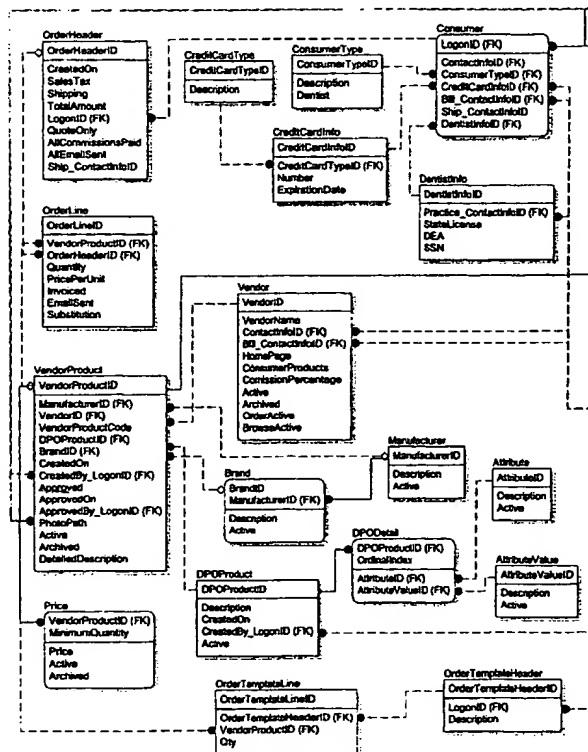 OrderHeader
OrderHeaderID
CreatedOn
SalesTax
Shipping
TotalAmount
LogonID (FK)
QuoteOnly
AllCommissionsPaid
AllEmailSent
Ship_ContactInfoID
CreditCardType
CreditCardTypeID
Description
ConsumerType
ConsumerTypeID
Description
Dentist
Consumer
LogonID (FK)
ContactInfoID (FK)
ConsumerTypeID (FK)
CreditCardInfoID (FK)
Bill_ContactInfoID (FK)
Ship_ContactInfoID
DentistInfoID (FK)
CreditCardInfo
CreditCardInfoID
CreditCardTypeID (FK)
Number
ExpirationDate
DentistInfo
DentistInfoID
Practice_ContactInfoID (FK)
StateLicense
DEA
SSN
OrderLine
OrderLineID
VendorProductID (FK)
OrderHeaderID (FK)
Quantity
PricePerUnit
Invoiced
EmailSent
Substitution
Vendor
VendorID
VendorName
ContactInfoID (FK)
Bill_ContactInfoID (FK)
HomePage
ConsumerProducts
ComissionPercentage
Active
Archived
OrderActive
BrowseActive
VendorProduct
VendorProductID
ManufacturerID (FK)
VendorID (FK)
VendorProductCode
DPOProductID (FK)
BrandID (FK)
CreatedOn
CreatedBy_LogonID (FK)
Approved
ApprovedOn
ApprovedBy_LogonID (FK)
PhotoPath
Active
Archived
DetailedDescription
Manufacturer
ManufacturerID
Description
Active
Brand
BrandID
ManufacturerID (FK)
Description
Active
Attribute
AttributeID
Description
Active
DPODetail
DPOProductID (FK)
OrdinalIndex
AttributeID (FK)
AttributeValueID (FK)
AttributeValue
AttributeValueID
Description
Active
DPOProduct
DPOProductID
Description
CreatedOn
CreatedBy_LogonID (FK)
Active
Price
VendorProductID (FK)
MinimumQuantity
Price
Active
Archived
OrderTemplateLine
OrderTemplateLineID
OrderTemplateHeaderID (FK)
VendorProductID (FK)
Qty
OrderTemplateHeader
OrderTemplateHeaderID
LogonID (FK)
Description